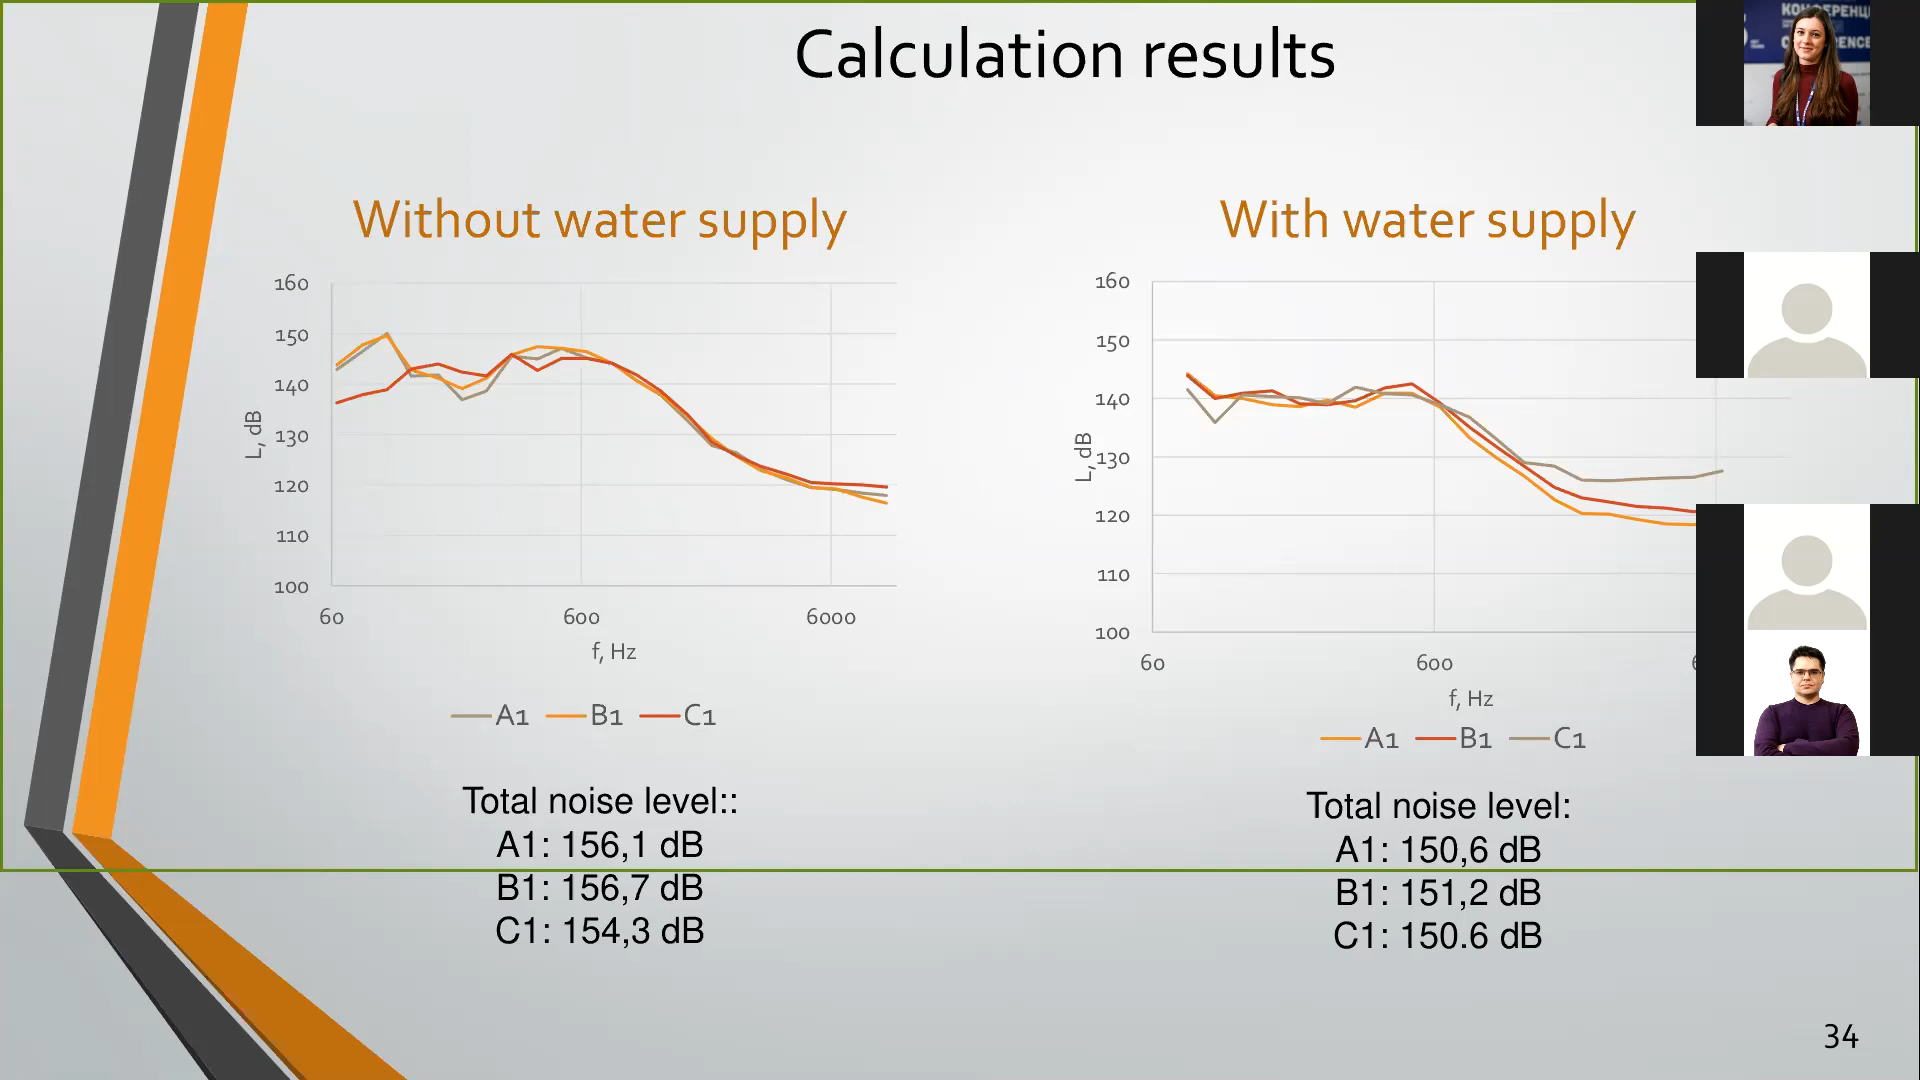 Calculation results
КОНФЕРЕНЦ
Without water supply
With water supply
160
150
140
130
120
110
100
L, dB
60 600 6000
f, Hz
A1 B1 C1
160
150
140
130
120
110
100
L, dB
60 600
f, Hz
A1 B1 C1
Total noise level::
A1: 156,1 dB
B1: 156,7 dB
C1: 154,3 dB
Total noise level:
A1: 150,6 dB
B1: 151,2 dB
C1: 150.6 dB
34